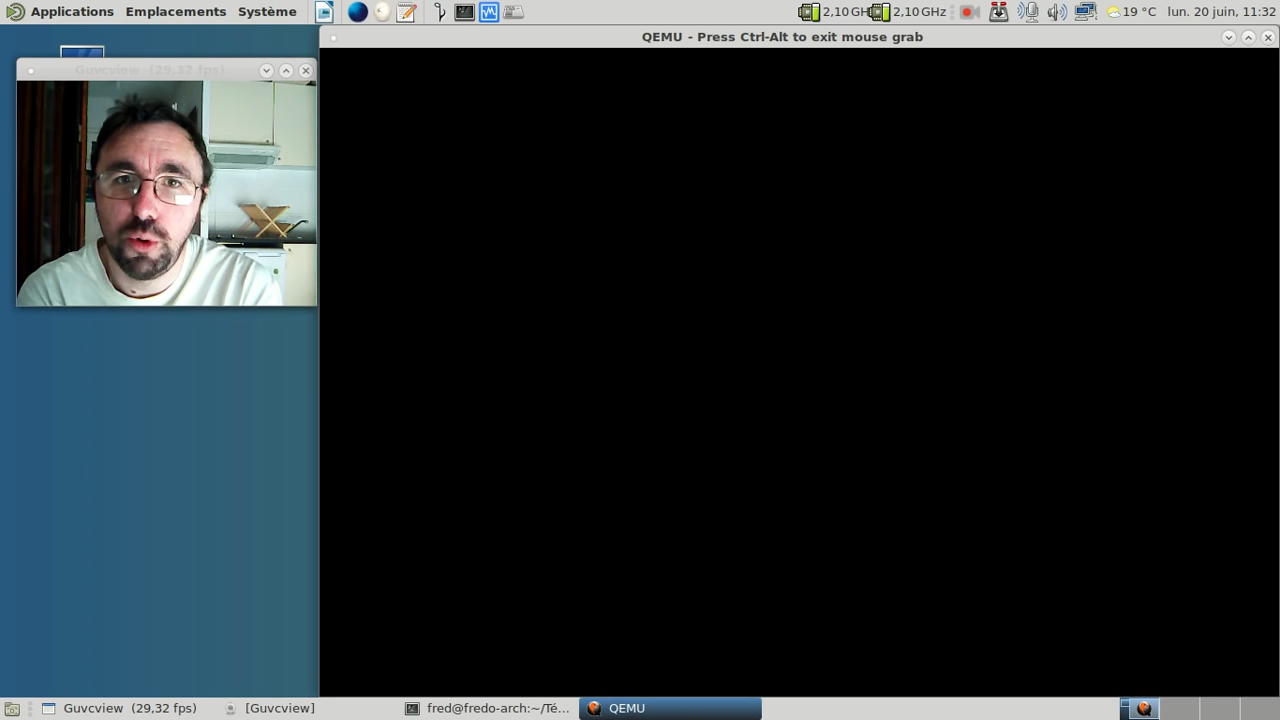 Applications Emplacements Système 2,10 GHz 2,10 GHz 19 °C lun. 20 juin, 11:32
QEMU - Press Ctrl-Alt to exit mouse grab
Guvcview (29,32 fps)
Guvcview (29,32 fps) [Guvcview] fred@fredo-arch:~/Té... QEMU